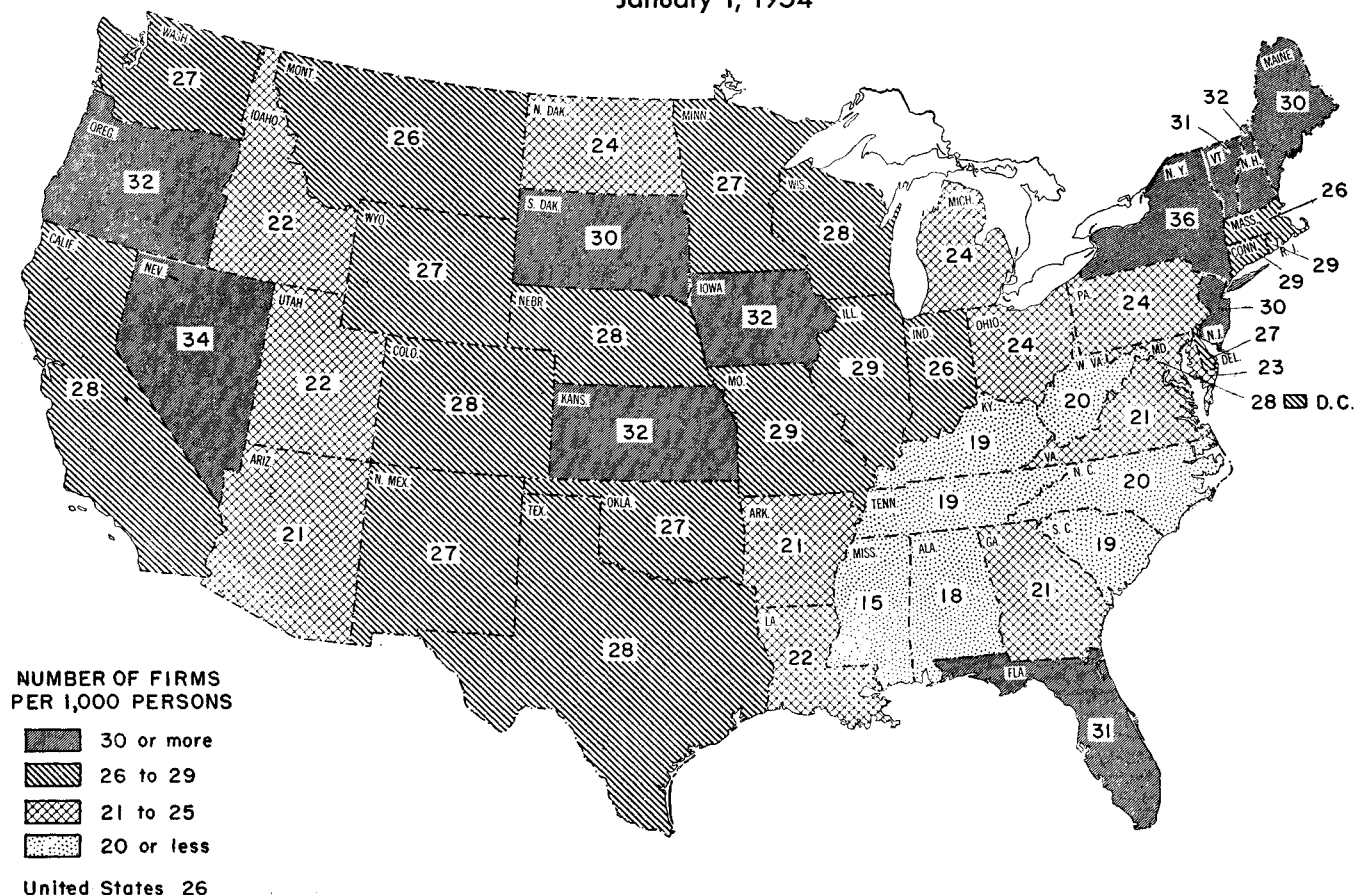 January 1, 1954
WASH.
27
MONT.
26
IDAHO
22
OREG.
32
N. DAK.
24
MINN.
27
S. DAK.
30
WIS.
28
MICH.
24
MAINE
30
32
31
VT
N.H.
N.Y.
36
26
MASS.
CONN.
R.I.
29
29
CALIF.
28
NEV.
34
UTAH
22
WYO
27
NEBR
28
IOWA
32
ILL.
29
IND.
26
OHIO
24
PA
24
30
N.J.
27
DEL.
23
MD.
28 D.C.
W. VA.
20
VA.
21
COLO.
28
KANS.
32
MO.
29
KY.
19
TENN.
19
N.C.
20
S.C.
19
ARIZ
21
N. MEX.
27
TEX.
28
OKLA.
27
ARK.
21
LA
22
MISS
15
ALA.
18
GA
21
FLA
31
NUMBER OF FIRMS
PER 1,000 PERSONS
30 or more
26 to 29
21 to 25
20 or less
United States 26